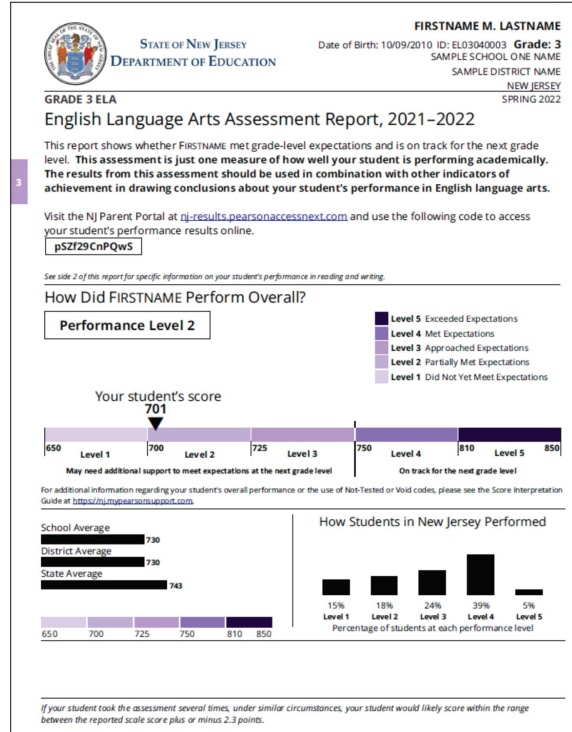 FIRSTNAME M. LASTNAME
STATE OF NEW JERSEY
DEPARTMENT OF EDUCATION
Date of Birth: 10/09/2010 ID: EL03040003 Grade: 3
SAMPLE SCHOOL ONE NAME
SAMPLE DISTRICT NAME
NEW JERSEY
GRADE 3 ELA
SPRING 2022
English Language Arts Assessment Report, 2021–2022
This report shows whether FIRSTNAME met grade-level expectations and is on track for the next grade
level. This assessment is just one measure of how well your student is performing academically.
The results from this assessment should be used in combination with other indicators of
achievement in drawing conclusions about your student's performance in English language arts.
3
Visit the NJ Parent Portal at nj-results.pearsonaccessnext.com and use the following code to access
your student's performance results online.
pSZf29CnPQwS
See side 2 of this report for specific information on your student's performance in reading and writing.
How Did FIRSTNAME Perform Overall?
Performance Level 2
Level 5 Exceeded Expectations
Level 4 Met Expectations
Level 3 Approached Expectations
Level 2 Partially Met Expectations
Level 1 Did Not Yet Meet Expectations
Your student's score
701
650 Level 1 700 Level 2 725 Level 3 750 Level 4 810 Level 5 850
May need additional support to meet expectations at the next grade level On track for the next grade level
For additional information regarding your student's overall performance or the use of Not-Tested or Void codes, please see the Score Interpretation
Guide at https://nj.mypearsonsupport.com.
School Average
730
District Average
730
State Average
743
650 700 725 750 810 850
How Students in New Jersey Performed
15% 18% 24% 39% 5%
Level 1 Level 2 Level 3 Level 4 Level 5
Percentage of students at each performance level
If your student took the assessment several times, under similar circumstances, your student would likely score within the range
between the reported scale score plus or minus 2.3 points.